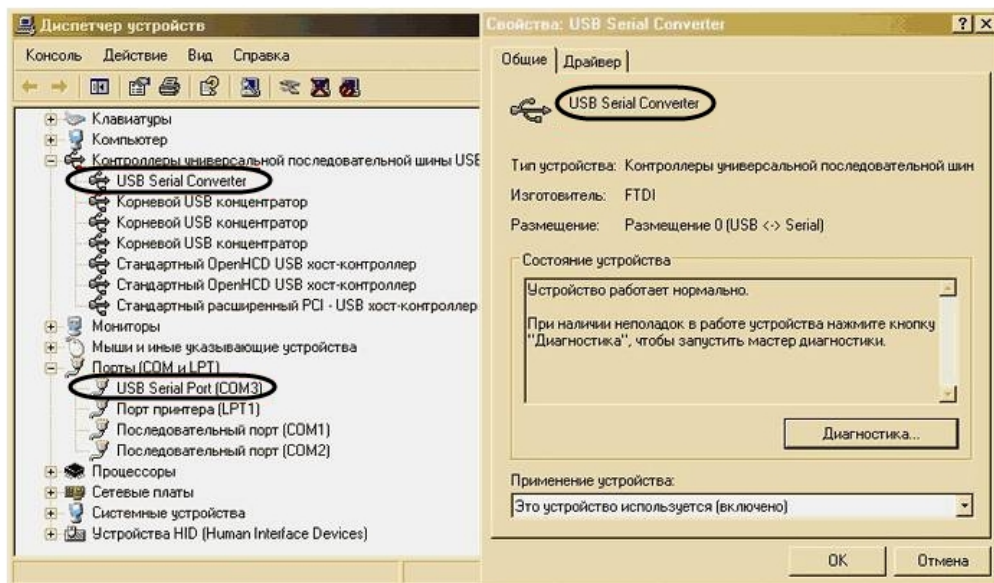 Диспетчер устройств
Консоль Действие Вид Справка
Клавиатуры
Компьютер
Контроллеры универсальной последовательной шины USE
USB Serial Converter
Корневой USB концентратор
Корневой USB концентратор
Корневой USB концентратор
Стандартный OpenHCD USB хост-контроллер
Стандартный OpenHCD USB хост-контроллер
Стандартный расширенный PCI - USB хост-контроллер
Мониторы
Мыши и иные указывающие устройства
Порты (COM и LPT)
USB Serial Port (COM3)
Порт принтера (LPT1)
Последовательный порт (COM1)
Последовательный порт (COM2)
Процессоры
Сетевые платы
Системные устройства
Устройства HID (Human Interface Devices)
Свойства: USB Serial Converter
Общие Драйвер
USB Serial Converter
Тип устройства: Контроллеры универсальной последовательной шин
Изготовитель: FTDI
Размещение: Размещение 0 (USB <-> Serial)
Состояние устройства
Устройство работает нормально.
При наличии неполадок в работе устройства нажмите кнопку
"Диагностика", чтобы запустить мастер диагностики.
Диагностика...
Применение устройства:
Это устройство используется (включено)
OK Отмена